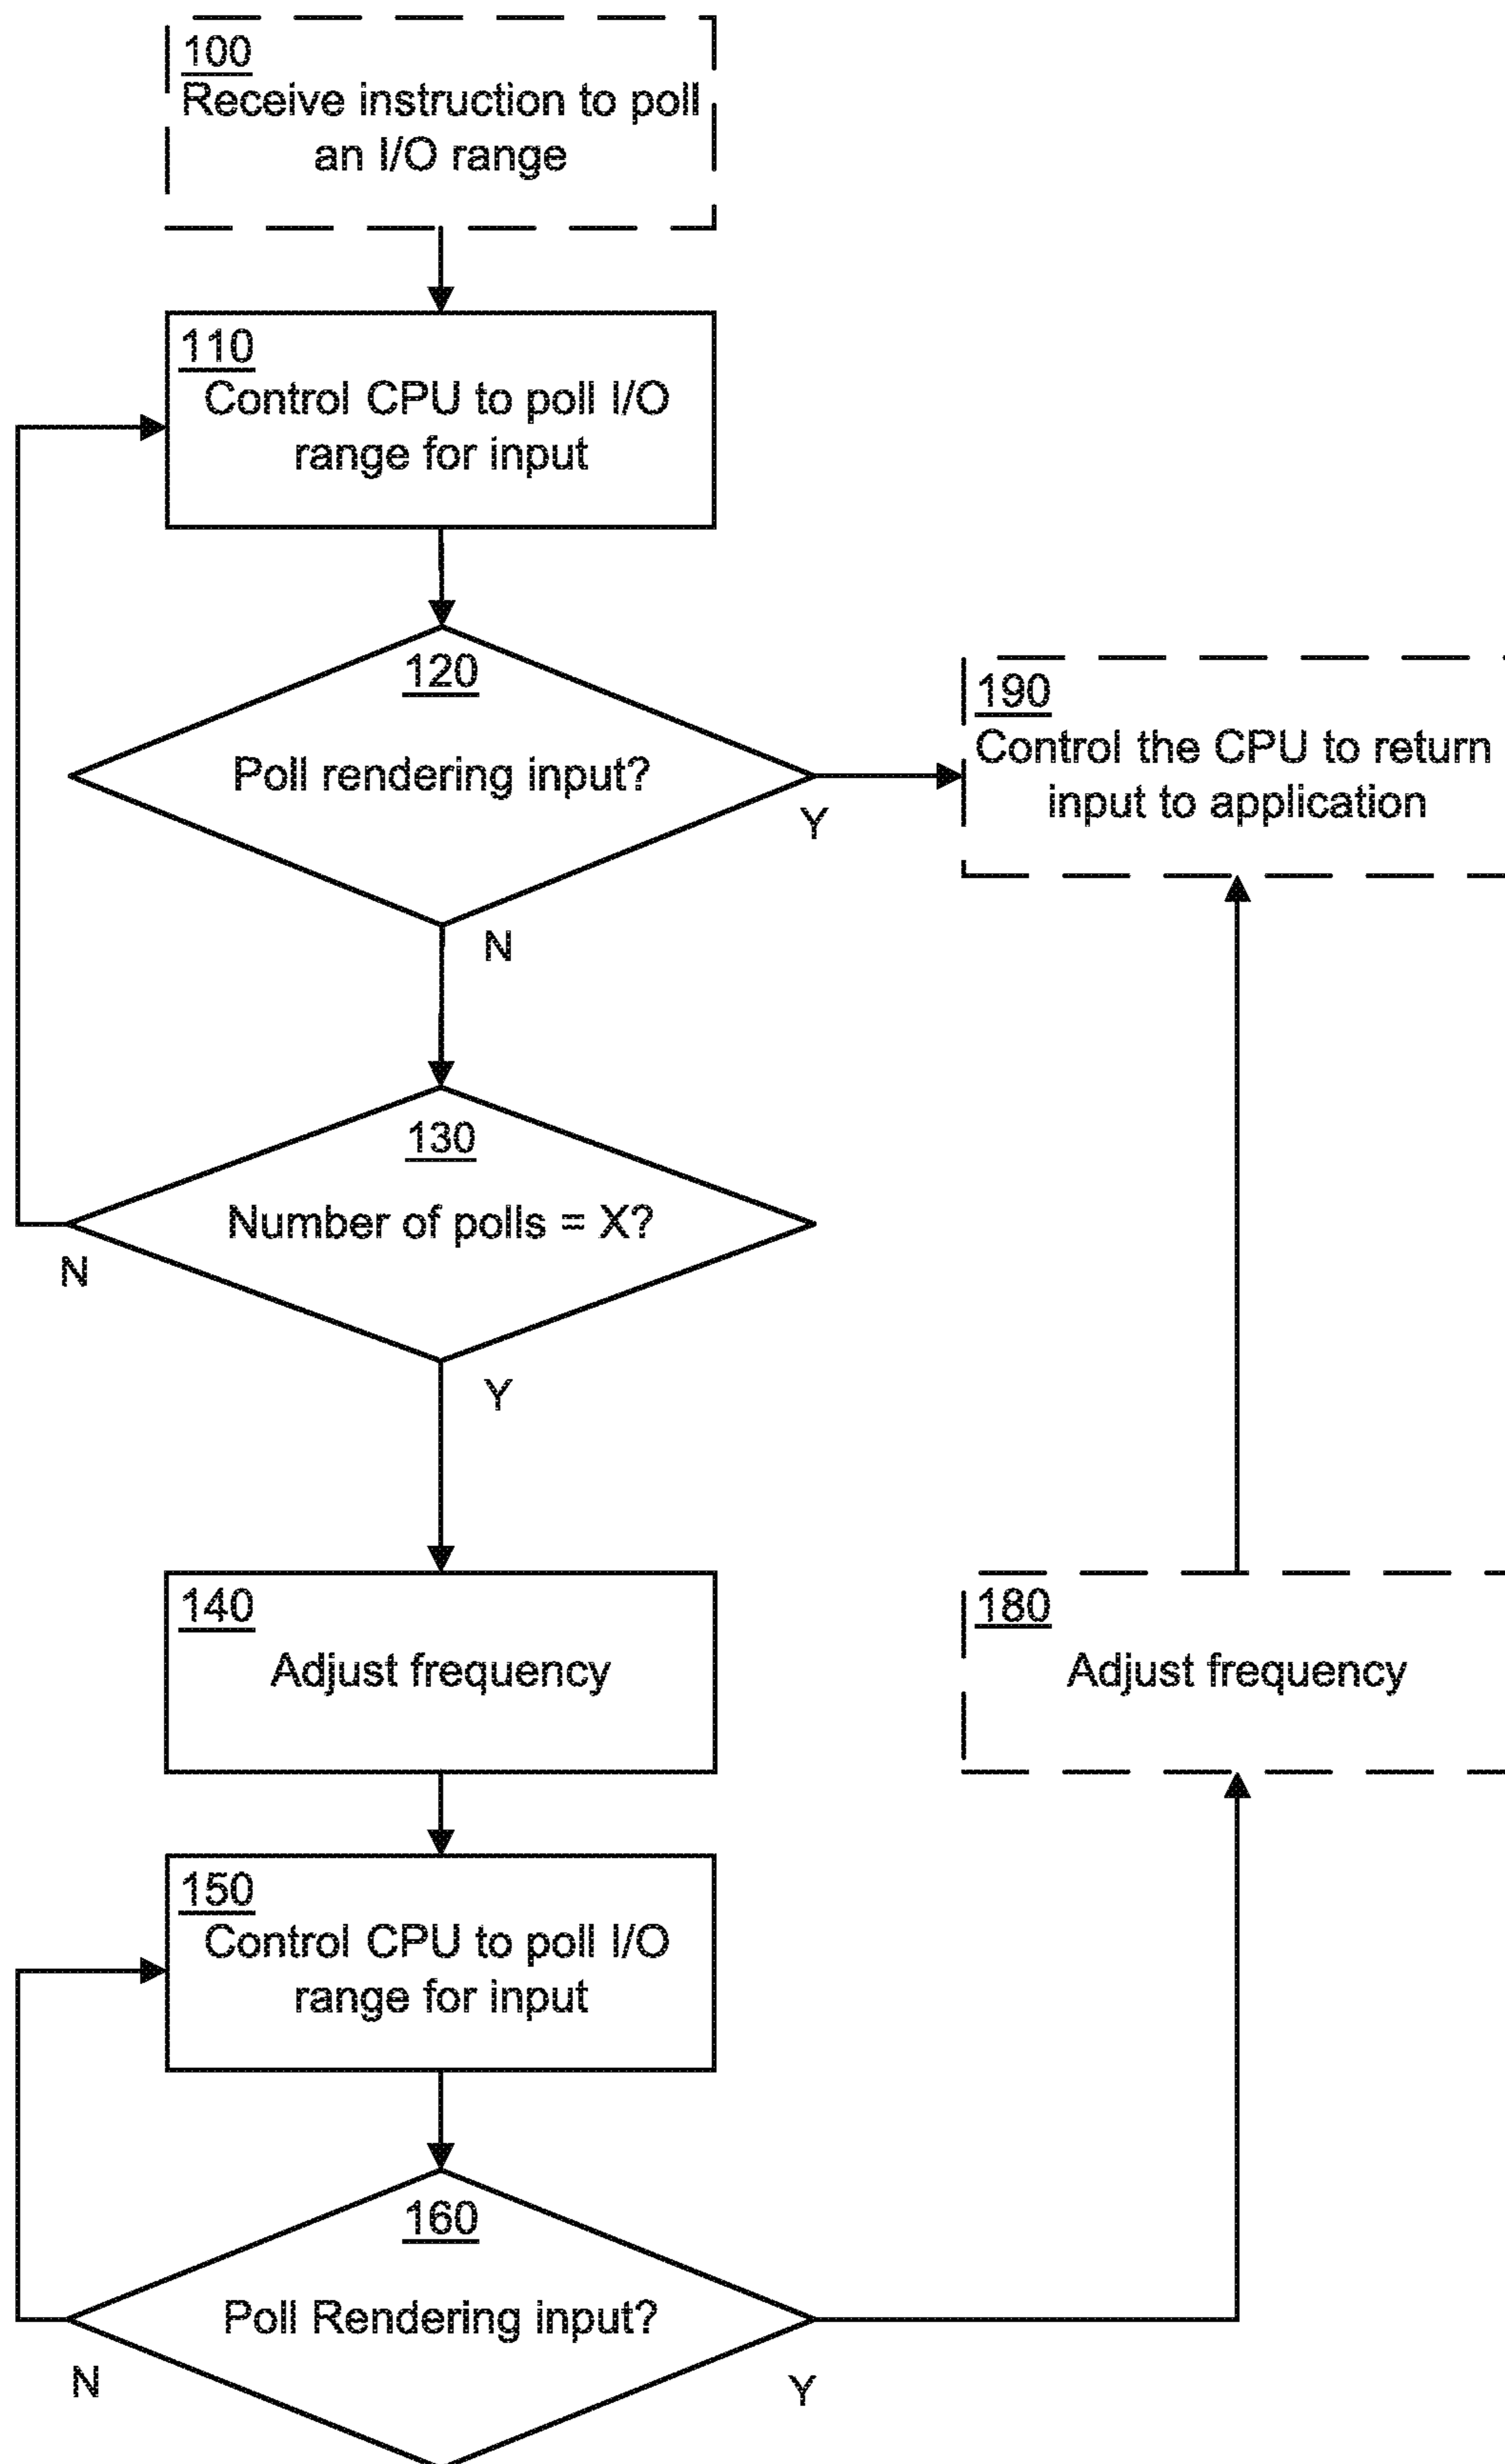 100
Receive instruction to poll
an I/O range
110
Control CPU to poll I/O
range for input
120
Poll rendering input?
Y
N
190
Control the CPU to return
input to application
130
Number of polls = X?
N
Y
140
Adjust frequency
180
Adjust frequency
150
Control CPU to poll I/O
range for input
160
Poll Rendering input?
N
Y